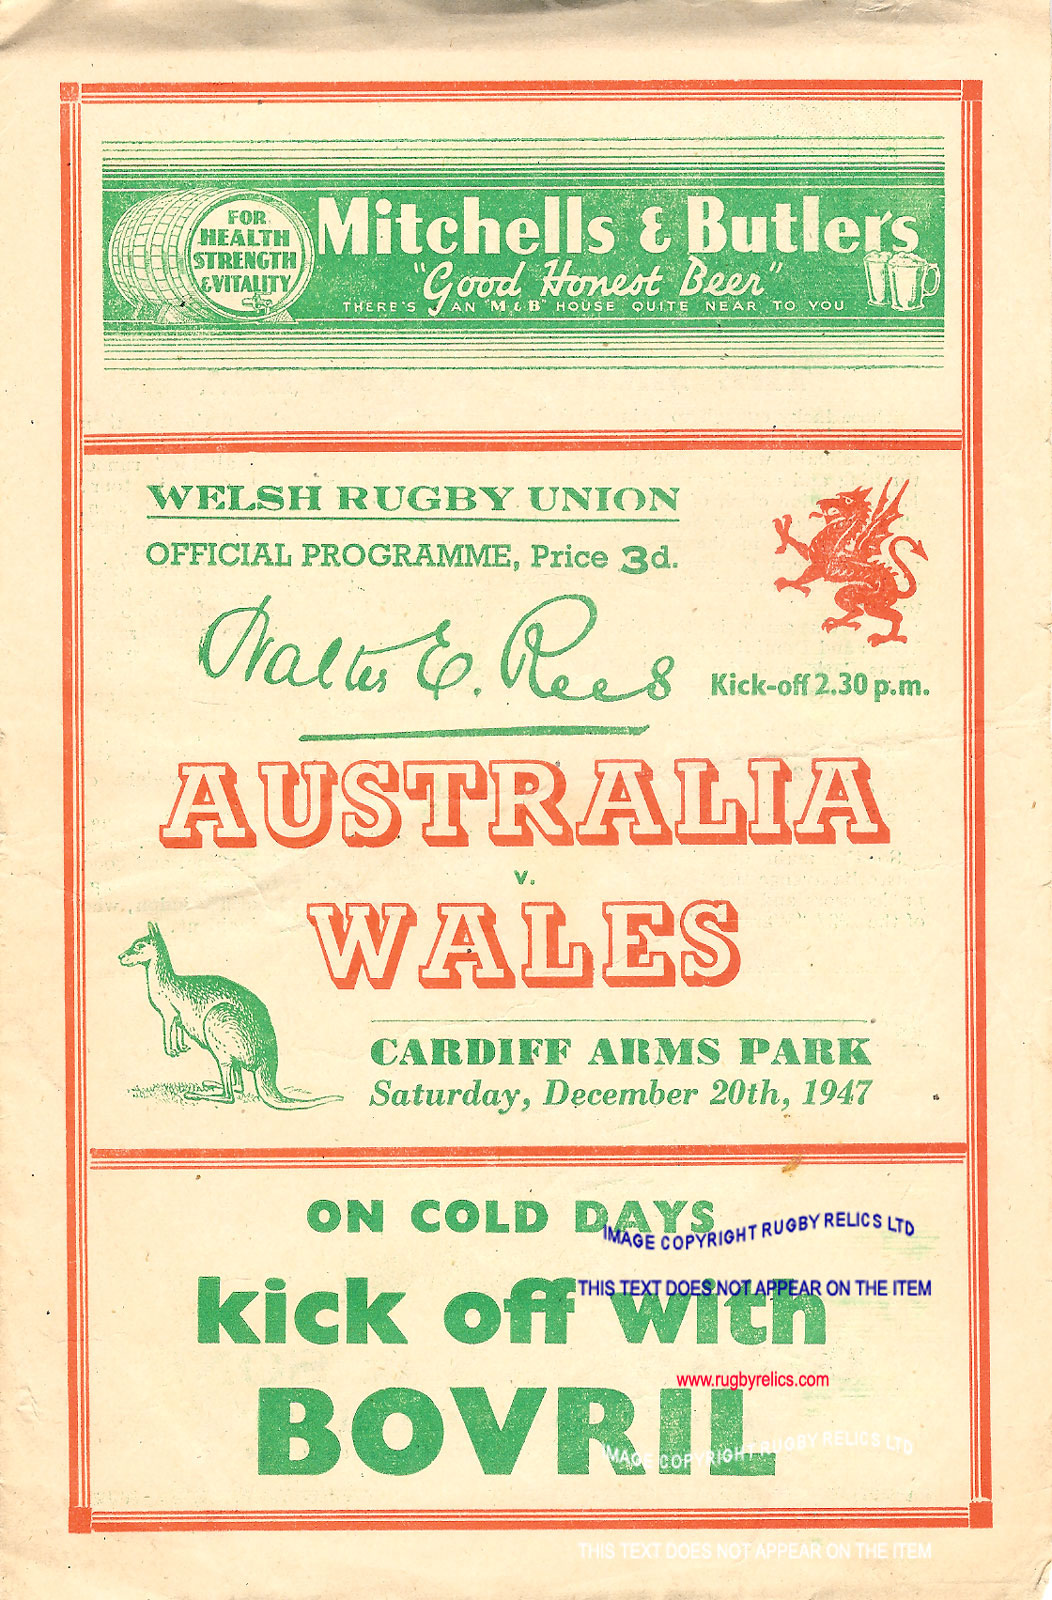 FOR
HEALTH
STRENGTH
& VITALITY
Mitchells & Butler's
"Good Honest Beer"
THERE'S AN "M & B" HOUSE QUITE NEAR TO YOU
WELSH RUGBY UNION
OFFICIAL PROGRAMME, Price 3d.
Walter E. Rees
Kick-off 2.30 p.m.
AUSTRALIA
v.
WALES
CARDIFF ARMS PARK
Saturday, December 20th, 1947
ON COLD DAYS
IMAGE COPYRIGHT RUGBY RELICS LTD
THIS TEXT DOES NOT APPEAR ON THE ITEM
kick off with
www.rugbyrelics.com
BOVRIL
IMAGE COPYRIGHT RUGBY RELICS LTD
THIS TEXT DOES NOT APPEAR ON THE ITEM